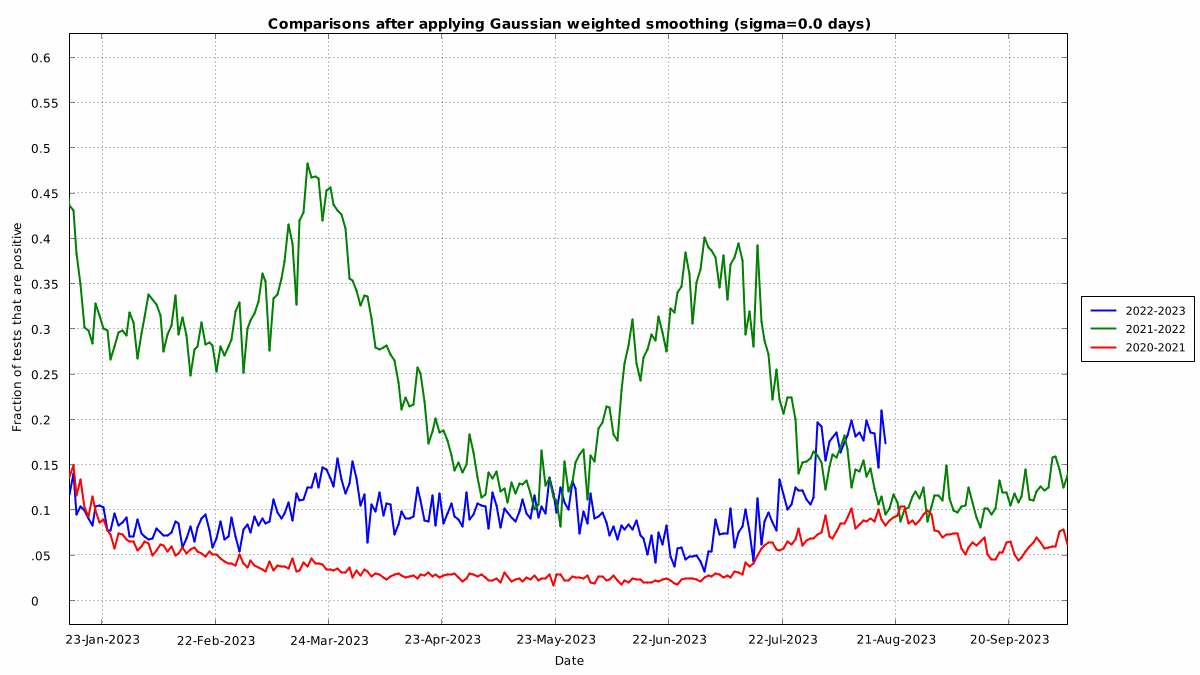 Comparisons after applying Gaussian weighted smoothing (sigma=0.0 days)
Fraction of tests that are positive
0.6
0.55
0.5
0.45
0.4
0.35
0.3
0.25
0.2
0.15
0.1
.05
0
23-Jan-2023
22-Feb-2023
24-Mar-2023
23-Apr-2023
23-May-2023
22-Jun-2023
22-Jul-2023
21-Aug-2023
20-Sep-2023
Date
2022-2023
2021-2022
2020-2021